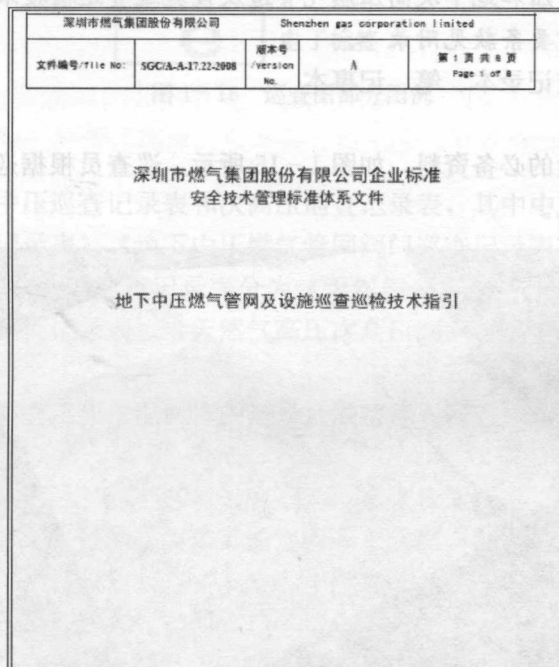 深圳市燃气集团股份有限公司 Shenzhen gas corporation limited
文件编号/file No: SGC/A-A-17.22-2008 版本号/version No. A 第 1 页 共 8 页
Page 1 of 8
深圳市燃气集团股份有限公司企业标准
安全技术管理标准体系文件
地下中压燃气管网及设施巡查巡检技术指引